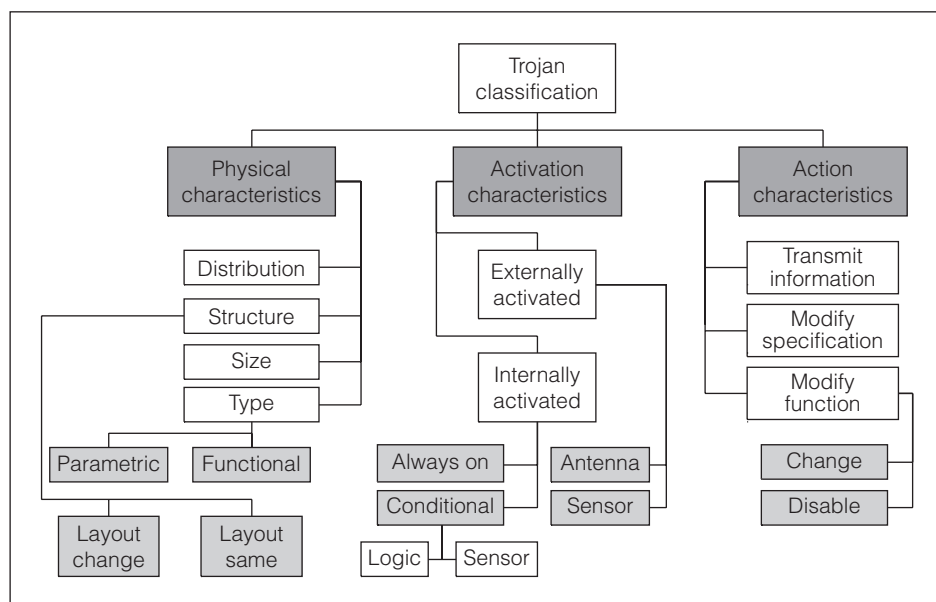 Trojan
classification
Physical
characteristics
Activation
characteristics
Action
characteristics
Distribution
Structure
Size
Type
Parametric
Functional
Layout
change
Layout
same
Externally
activated
Internally
activated
Always on
Conditional
Logic
Sensor
Antenna
Sensor
Transmit
information
Modify
specification
Modify
function
Change
Disable